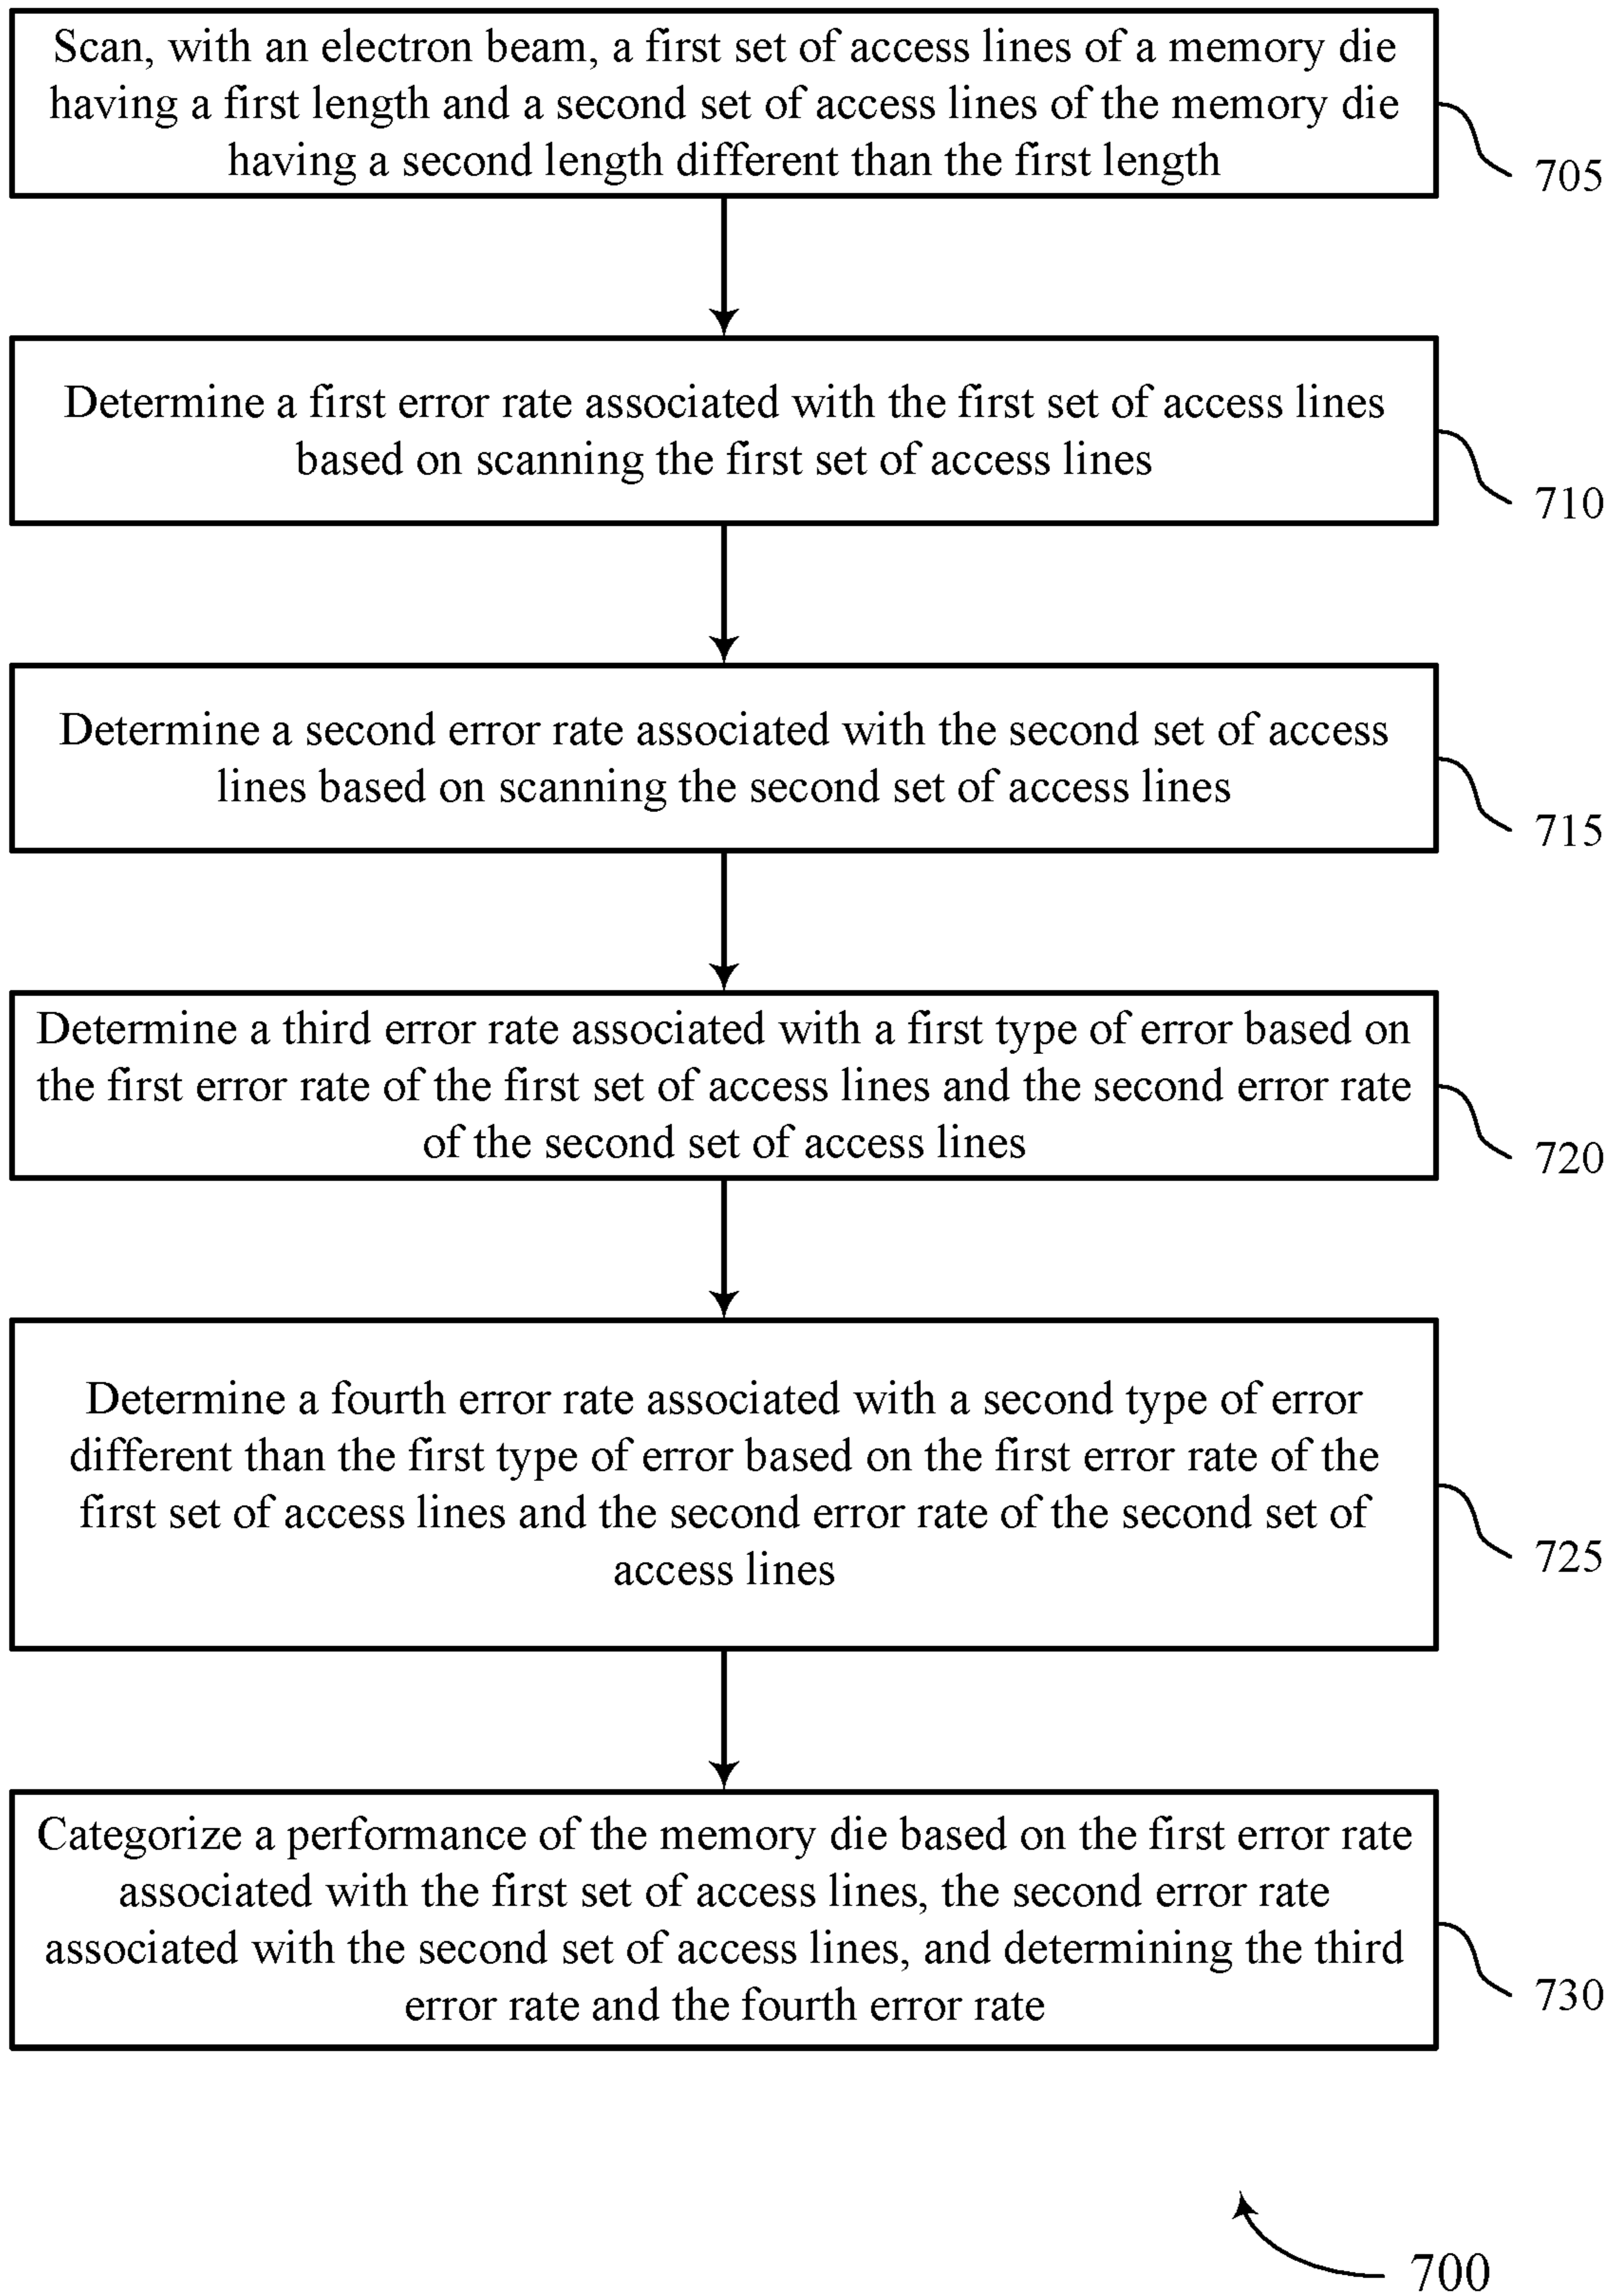 Scan, with an electron beam, a first set of access lines of a memory die
having a first length and a second set of access lines of the memory die
having a second length different than the first length
705
Determine a first error rate associated with the first set of access lines
based on scanning the first set of access lines
710
Determine a second error rate associated with the second set of access
lines based on scanning the second set of access lines
715
Determine a third error rate associated with a first type of error based on
the first error rate of the first set of access lines and the second error rate
of the second set of access lines
720
Determine a fourth error rate associated with a second type of error
different than the first type of error based on the first error rate of the
first set of access lines and the second error rate of the second set of
access lines
725
Categorize a performance of the memory die based on the first error rate
associated with the first set of access lines, the second error rate
associated with the second set of access lines, and determining the third
error rate and the fourth error rate
730
700